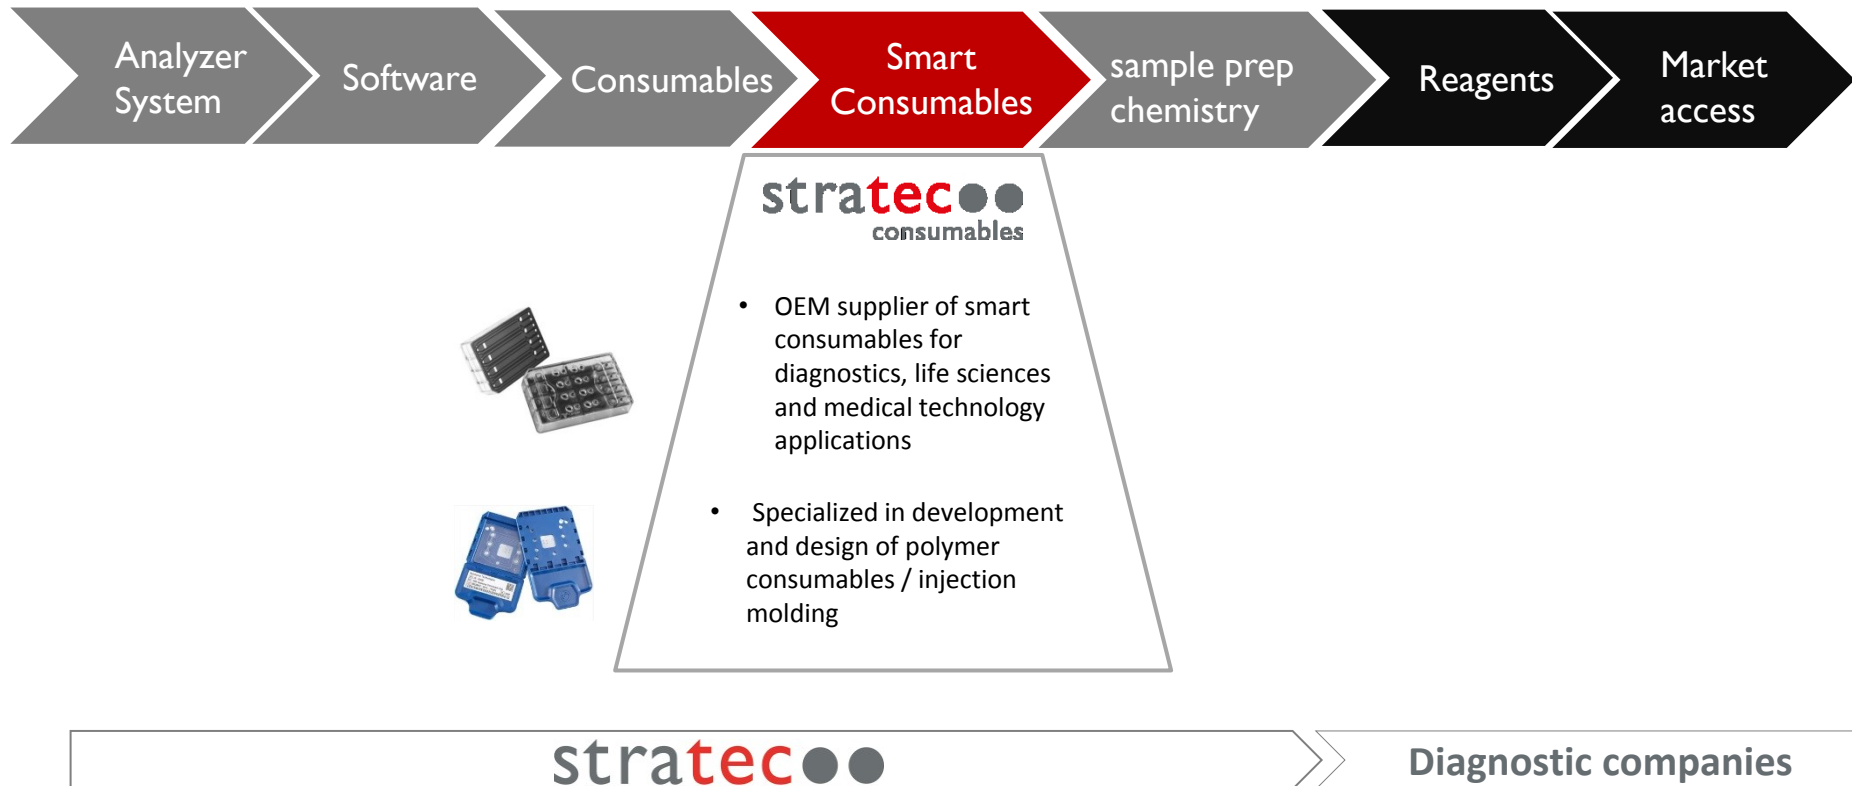 Analyzer
System
Software
Consumables
Smart
Consumables
sample prep
chemistry
Reagents
Market
access
stratec
consumables
• OEM supplier of smart
consumables for
diagnostics, life sciences
and medical technology
applications
• Specialized in development
and design of polymer
consumables / injection
molding
stratec
Diagnostic companies